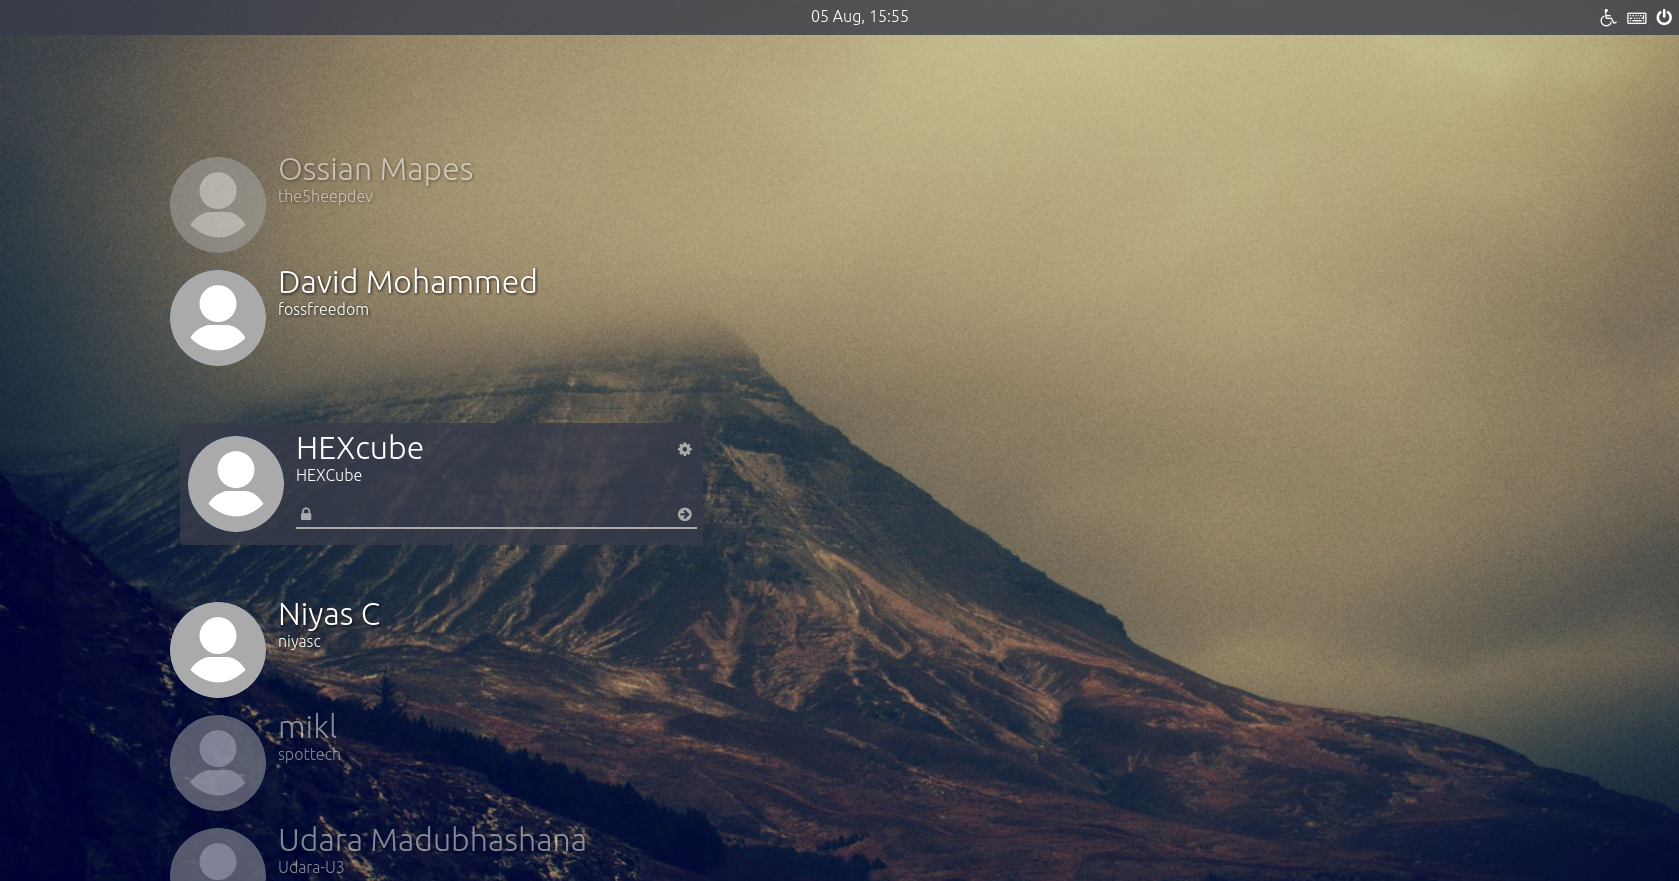 05 Aug, 15:55
Ossian Mapes
the5heepdev
David Mohammed
fossfreedom
HEXcube
HEXCube
Niyas C
niyasc
mikl
spottech
Udara Madubhashana
Udara-U3